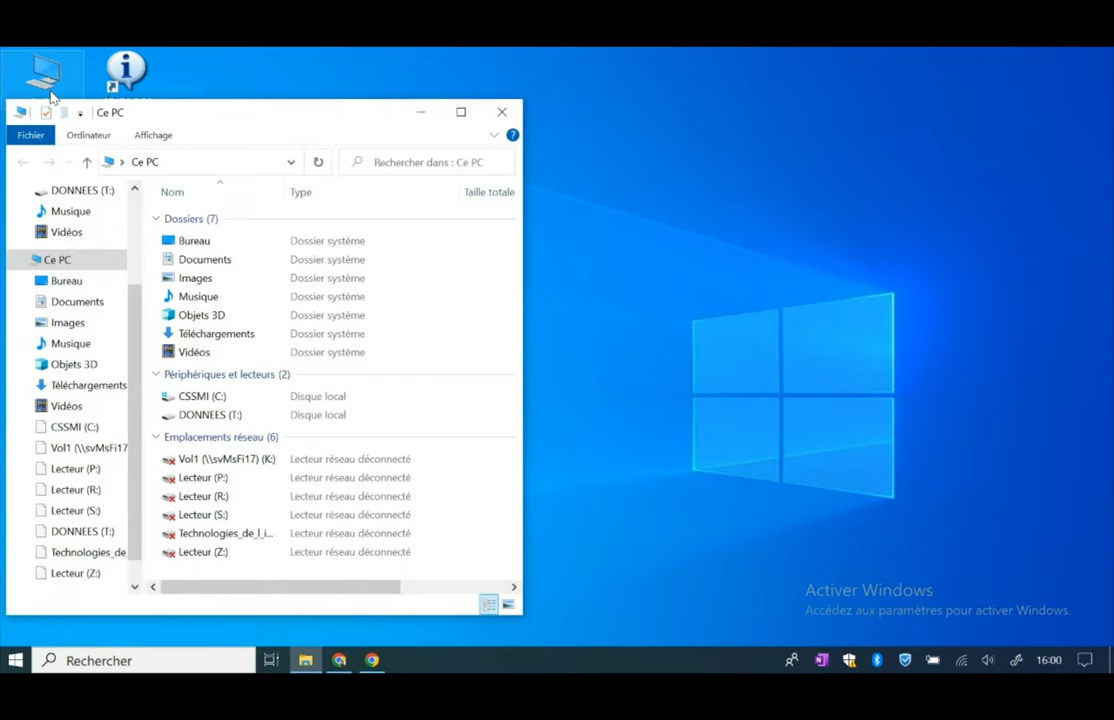 Ce PC
Fichier
Ordinateur
Affichage
Ce PC
Rechercher dans : Ce PC
DONNEES (T:)
Musique
Vidéos
Ce PC
Bureau
Documents
Images
Musique
Objets 3D
Téléchargements
Vidéos
CSSMI (C:)
Vol1 (\\svMsFi17
Lecteur (P:)
Lecteur (R:)
Lecteur (S:)
DONNEES (T:)
Technologies_de_
Lecteur (Z:)
Nom Type Taille totale
Dossiers (7)
Bureau Dossier système
Documents Dossier système
Images Dossier système
Musique Dossier système
Objets 3D Dossier système
Téléchargements Dossier système
Vidéos Dossier système
Périphériques et lecteurs (2)
CSSMI (C:) Disque local
DONNEES (T:) Disque local
Emplacements réseau (6)
Vol1 (\\svMsFi17) (K:) Lecteur réseau déconnecté
Lecteur (P:) Lecteur réseau déconnecté
Lecteur (R:) Lecteur réseau déconnecté
Lecteur (S:) Lecteur réseau déconnecté
Technologies_de_l_i... Lecteur réseau déconnecté
Lecteur (Z:) Lecteur réseau déconnecté
Activer Windows
Accédez aux paramètres pour activer Windows.
Rechercher
16:00